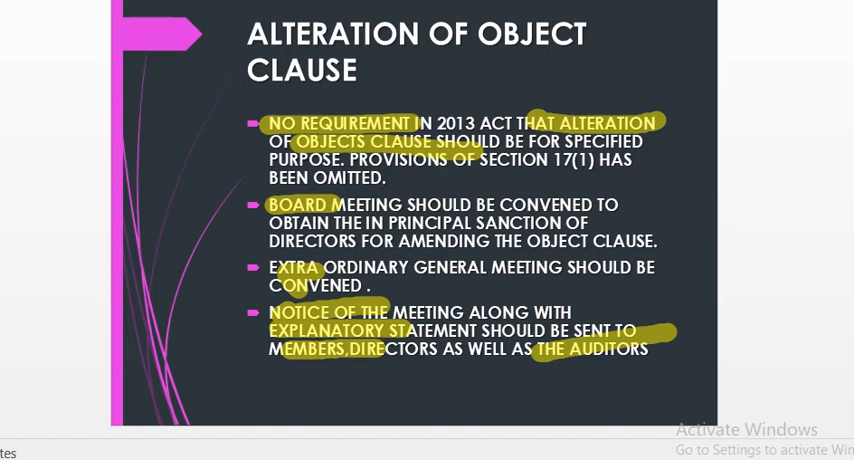 ALTERATION OF OBJECT
CLAUSE
NO REQUIREMENT IN 2013 ACT THAT ALTERATION
OF OBJECTS CLAUSE SHOULD BE FOR SPECIFIED
PURPOSE. PROVISIONS OF SECTION 17(1) HAS
BEEN OMITTED.
BOARD MEETING SHOULD BE CONVENED TO
OBTAIN THE IN PRINCIPAL SANCTION OF
DIRECTORS FOR AMENDING THE OBJECT CLAUSE.
EXTRA ORDINARY GENERAL MEETING SHOULD BE
CONVENED .
NOTICE OF THE MEETING ALONG WITH
EXPLANATORY STATEMENT SHOULD BE SENT TO
MEMBERS,DIRECTORS AS WELL AS THE AUDITORS
Activate Windows
Go to Settings to activate Win
tes